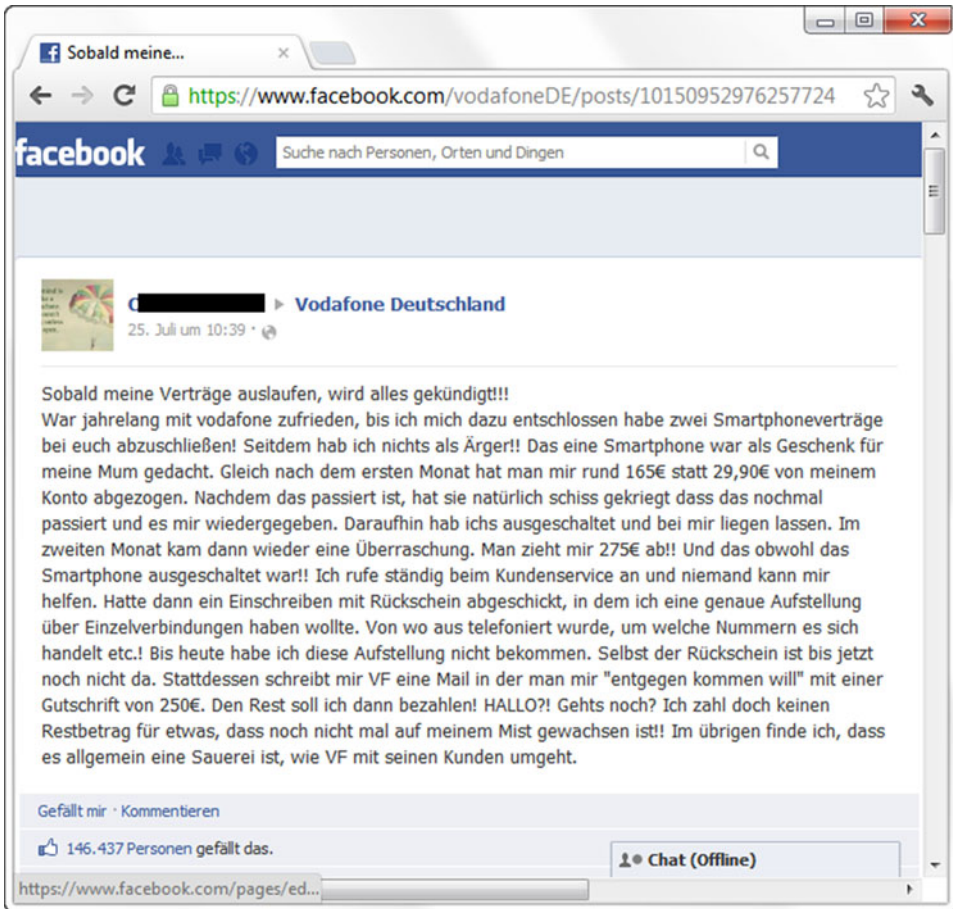 Sobald meine...
https://www.facebook.com/vodafoneDE/posts/10150952976257724
facebook
Suche nach Personen, Orten und Dingen
Vodafone Deutschland
25. Juli um 10:39 ·
Sobald meine Verträge auslaufen, wird alles gekündigt!!!
War jahrelang mit vodafone zufrieden, bis ich mich dazu entschlossen habe zwei Smartphoneverträge
bei euch abzuschließen! Seitdem hab ich nichts als Ärger!! Das eine Smartphone war als Geschenk für
meine Mum gedacht. Gleich nach dem ersten Monat hat man mir rund 165€ statt 29,90€ von meinem
Konto abgezogen. Nachdem das passiert ist, hat sie natürlich schiss gekriegt dass das nochmal
passiert und es mir wiedergegeben. Daraufhin hab ichs ausgeschaltet und bei mir liegen lassen. Im
zweiten Monat kam dann wieder eine Überraschung. Man zieht mir 275€ ab!! Und das obwohl das
Smartphone ausgeschaltet war!! Ich rufe ständig beim Kundenservice an und niemand kann mir
helfen. Hatte dann ein Einschreiben mit Rückschein abgeschickt, in dem ich eine genaue Aufstellung
über Einzelverbindungen haben wollte. Von wo aus telefoniert wurde, um welche Nummern es sich
handelt etc.! Bis heute habe ich diese Aufstellung nicht bekommen. Selbst der Rückschein ist bis jetzt
noch nicht da. Stattdessen schreibt mir VF eine Mail in der man mir "entgegen kommen will" mit einer
Gutschrift von 250€. Den Rest soll ich dann bezahlen! HALLO?! Gehts noch? Ich zahl doch keinen
Restbetrag für etwas, dass noch nicht mal auf meinem Mist gewachsen ist!! Im übrigen finde ich, dass
es allgemein eine Sauerei ist, wie VF mit seinen Kunden umgeht.
Gefällt mir · Kommentieren
146.437 Personen gefällt das.
Chat (Offline)
https://www.facebook.com/pages/ed...